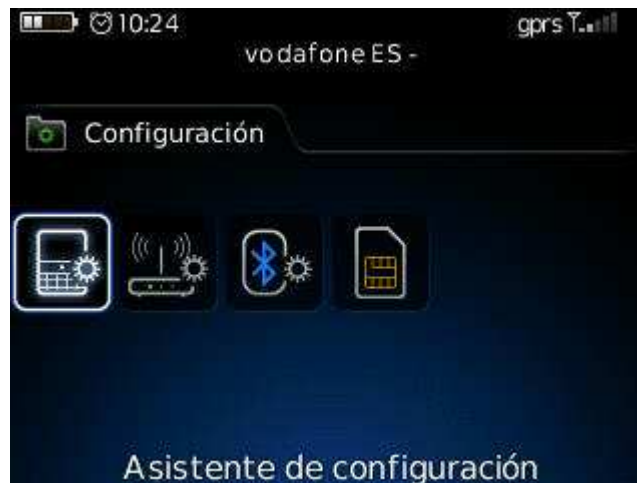 10:24
gprs
vodafone ES -
Configuración
Asistente de configuración